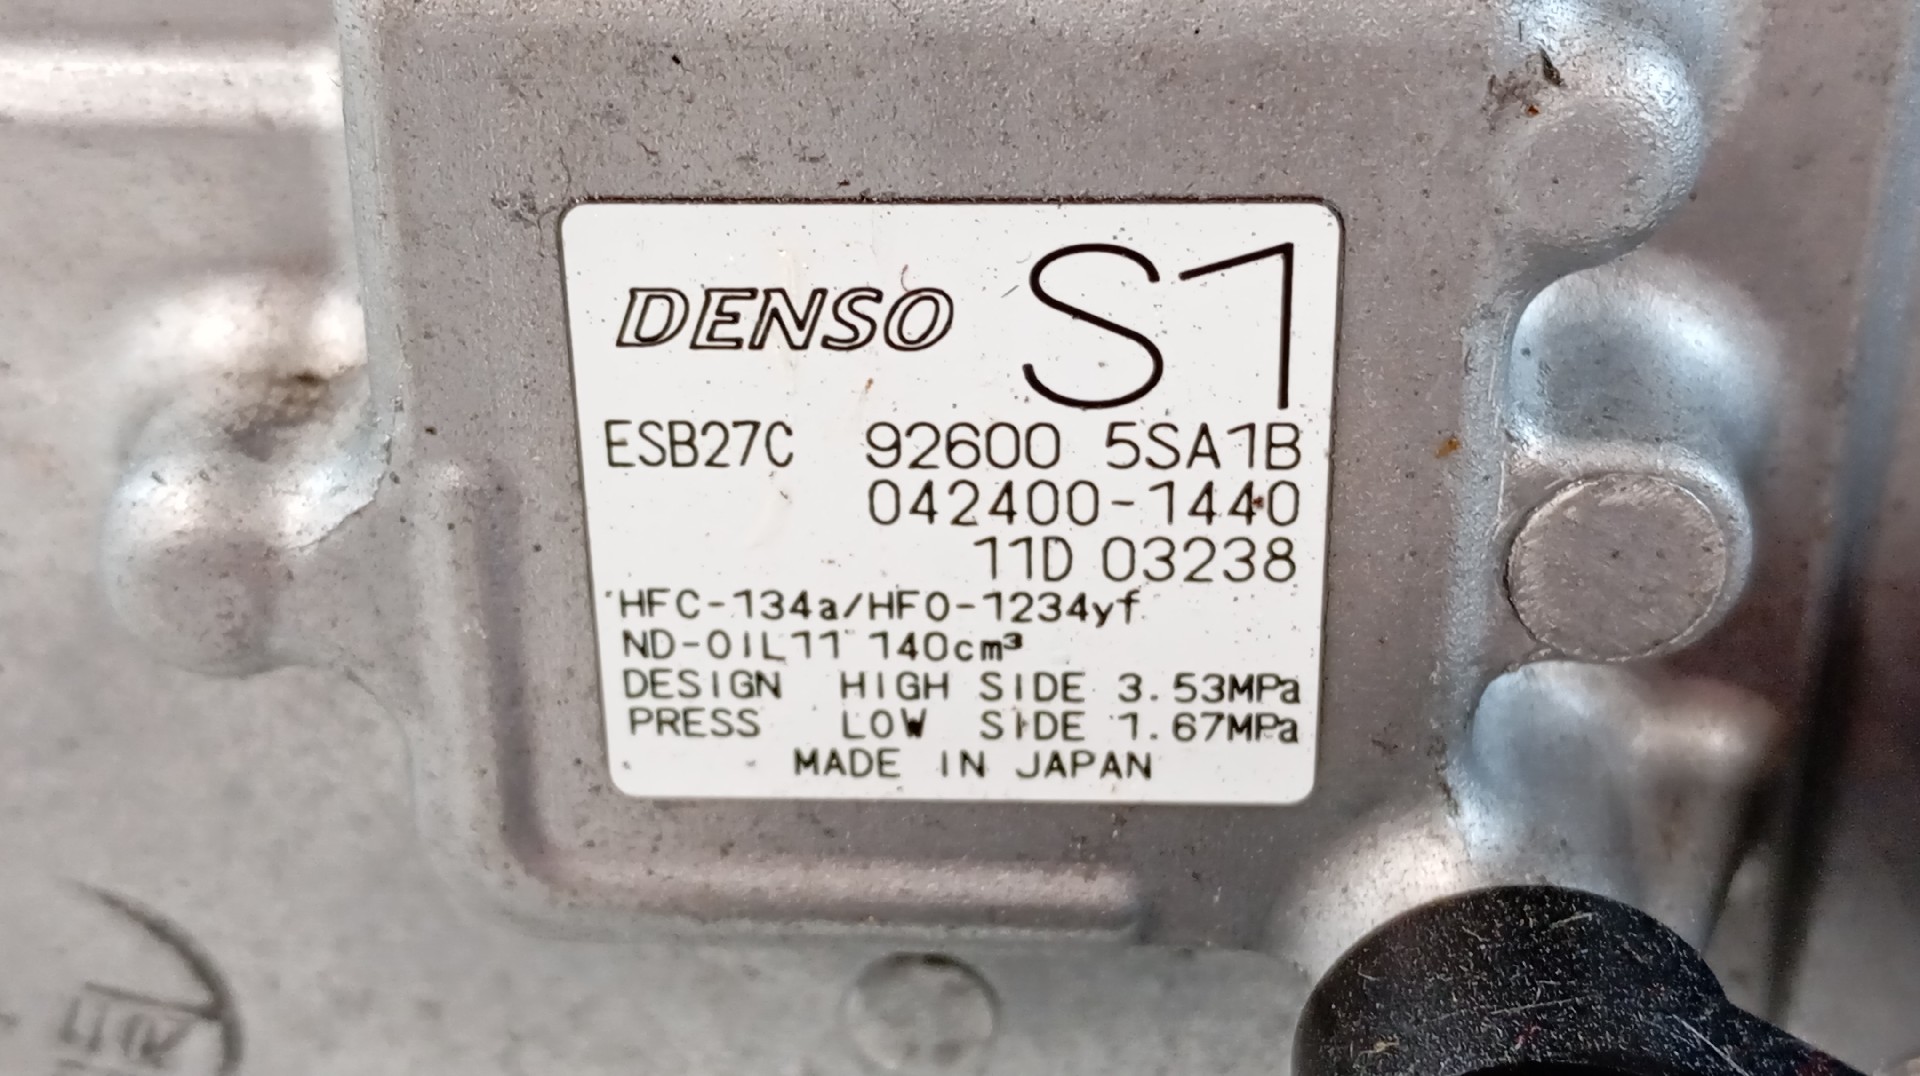 DENSO S1
ESB27C 92600 5SA1B
042400-1440
11D 03238
HFC-134a/HFO-1234yf
ND-OIL11 140cm³
DESIGN HIGH SIDE 3.53MPa
PRESS LOW SIDE 1.67MPa
MADE IN JAPAN